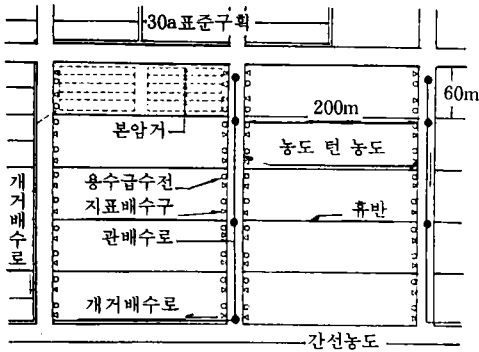 30a표준구획
60m
200m
본암거
농도 턴 농도
용수급수전
지표배수구
휴반
관배수로
개거배수로
개거배수로
간선농도